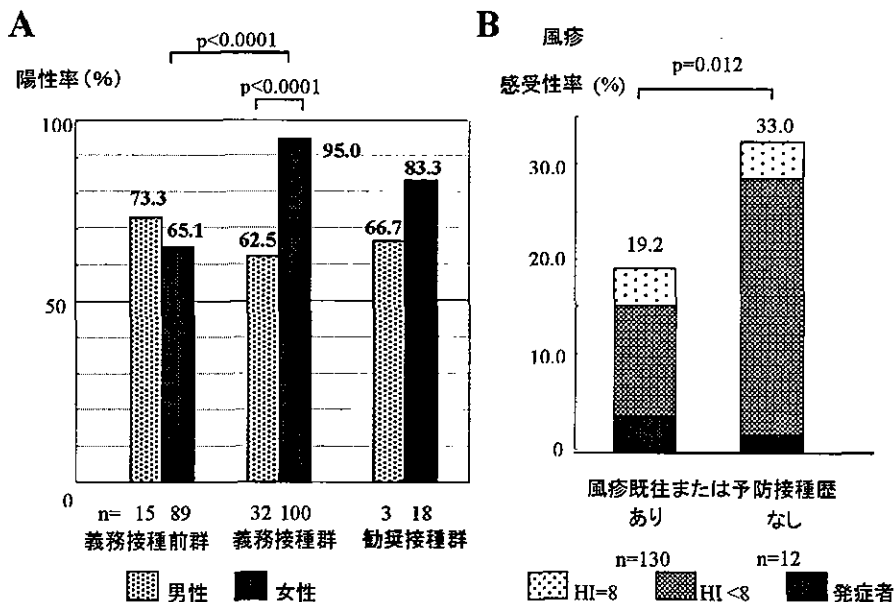 A
p<0.0001
陽性率(%)
p<0.0001
100
95.0
83.3
73.3
65.1
62.5
66.7
50
0
n= 15 89 32 100 3 18
義務接種前群 義務接種群 勧奨接種群
男性 女性
B
風疹
p=0.012
感受性率 (%)
33.0
30.0
19.2
20.0
10.0
0
風疹既往または予防接種歴
あり なし
n=130 n=12
HI=8 HI<8 発症者